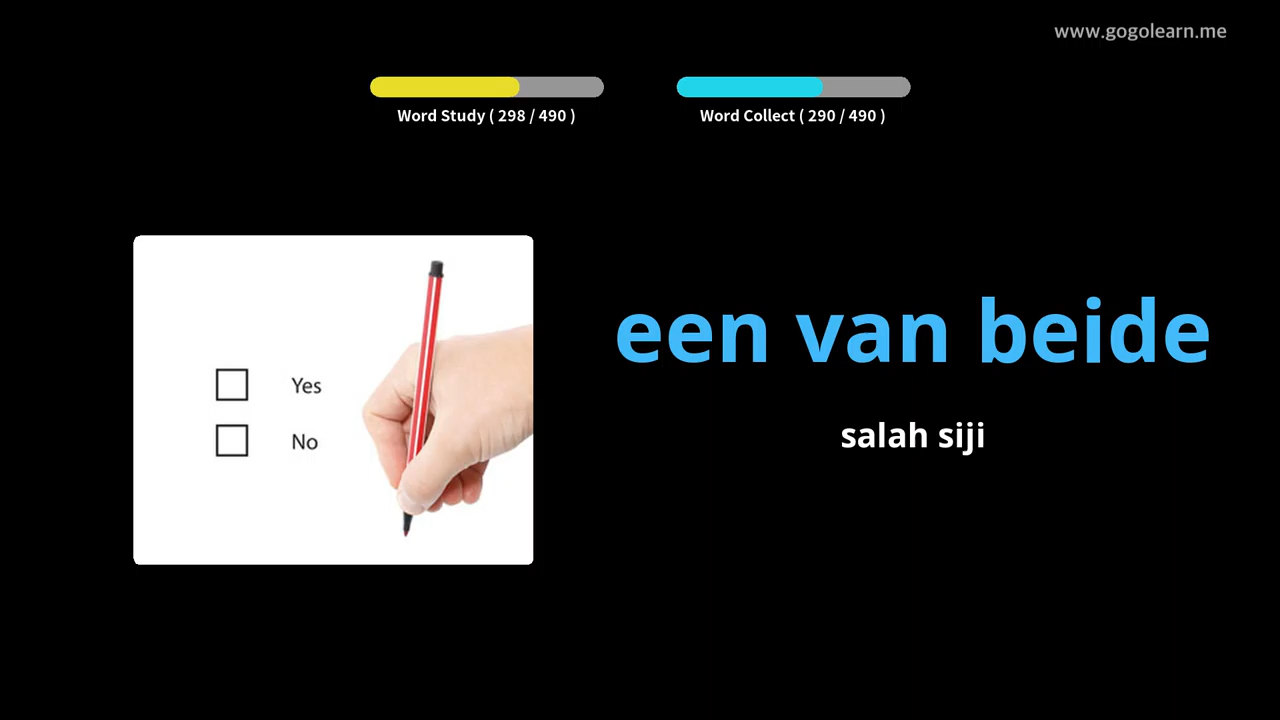 www.gogolearn.me
Word Study ( 298 / 490 )
Word Collect ( 290 / 490 )
een van beide
salah siji
Yes
No